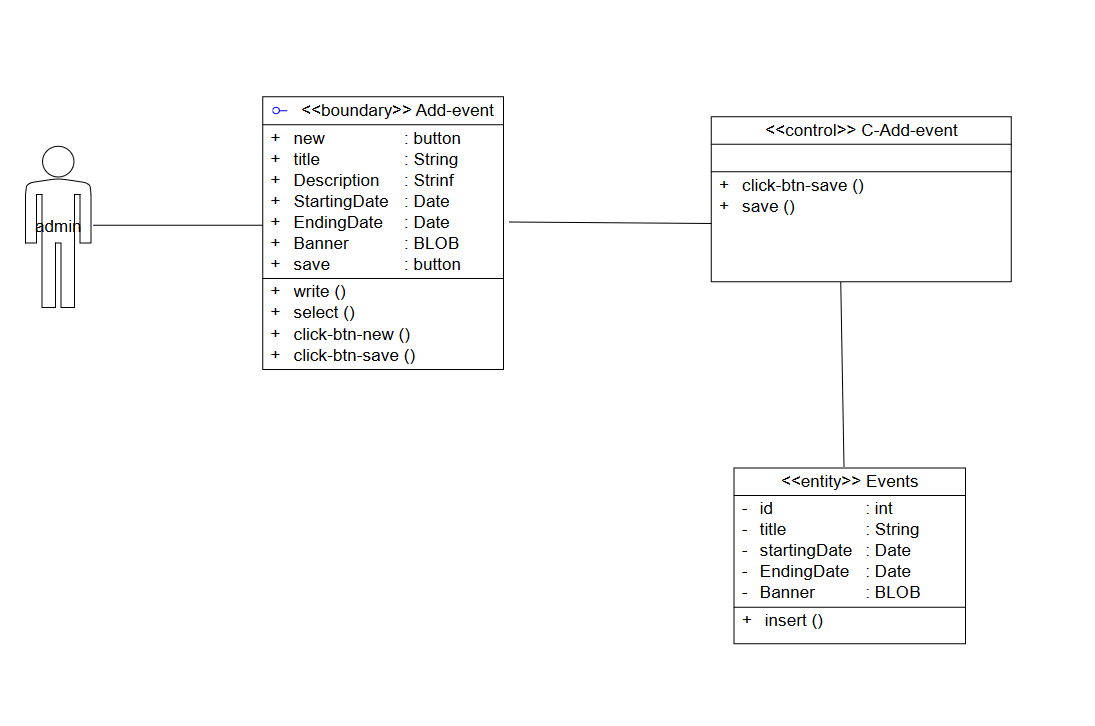 <<boundary>> Add-event
+ new : button
+ title : String
+ Description : Strinf
+ StartingDate : Date
+ EndingDate : Date
+ Banner : BLOB
+ save : button
+ write ()
+ select ()
+ click-btn-new ()
+ click-btn-save ()
admin
<<control>> C-Add-event
+ click-btn-save ()
+ save ()
<<entity>> Events
- id : int
- title : String
- startingDate : Date
- EndingDate : Date
- Banner : BLOB
+ insert ()